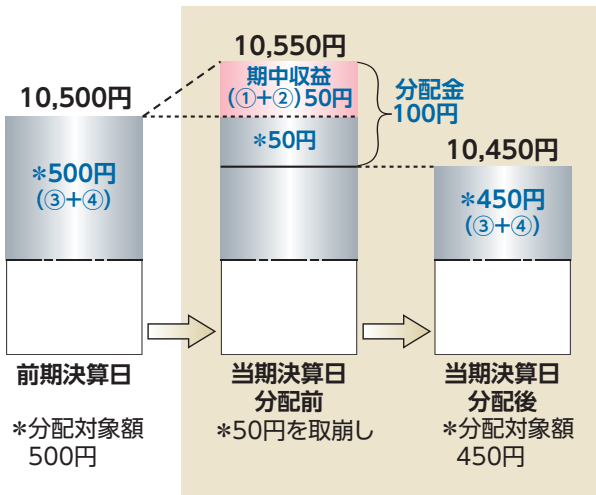 10,500円
＊500円
(③＋④)
前期決算日
＊分配対象額
500円
10,550円
期中収益
(①＋②)50円
＊50円
分配金
100円
当期決算日
分配前
＊50円を取崩し
10,450円
＊450円
(③＋④)
当期決算日
分配後
＊分配対象額
450円